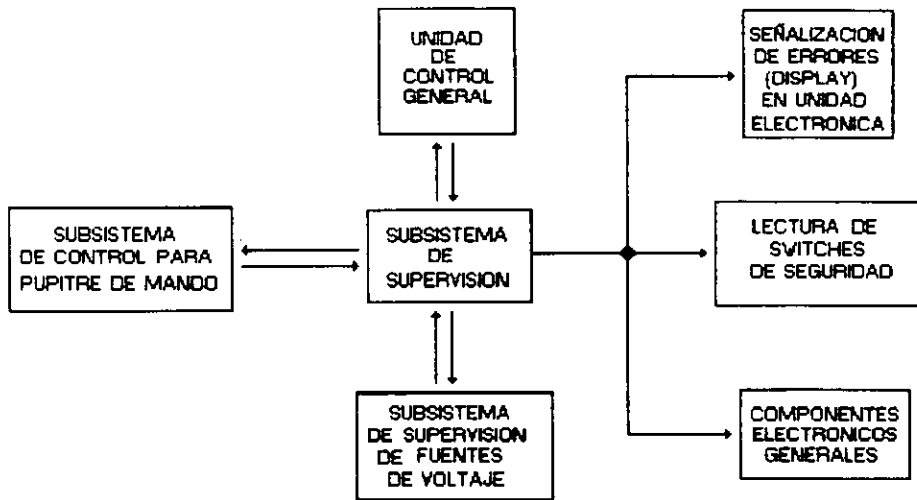 UNIDAD
DE
CONTROL
GENERAL
SEÑALIZACION
DE ERRORES
(DISPLAY)
EN UNIDAD
ELECTRONICA
SUBSISTEMA
DE CONTROL PARA
PUPITRE DE MANDO
SUBSISTEMA
DE
SUPERVISION
LECTURA DE
SWITCHES
DE SEGURIDAD
SUBSISTEMA
DE SUPERVISION
DE FUENTES
DE VOLTAJE
COMPONENTES
ELECTRONICOS
GENERALES